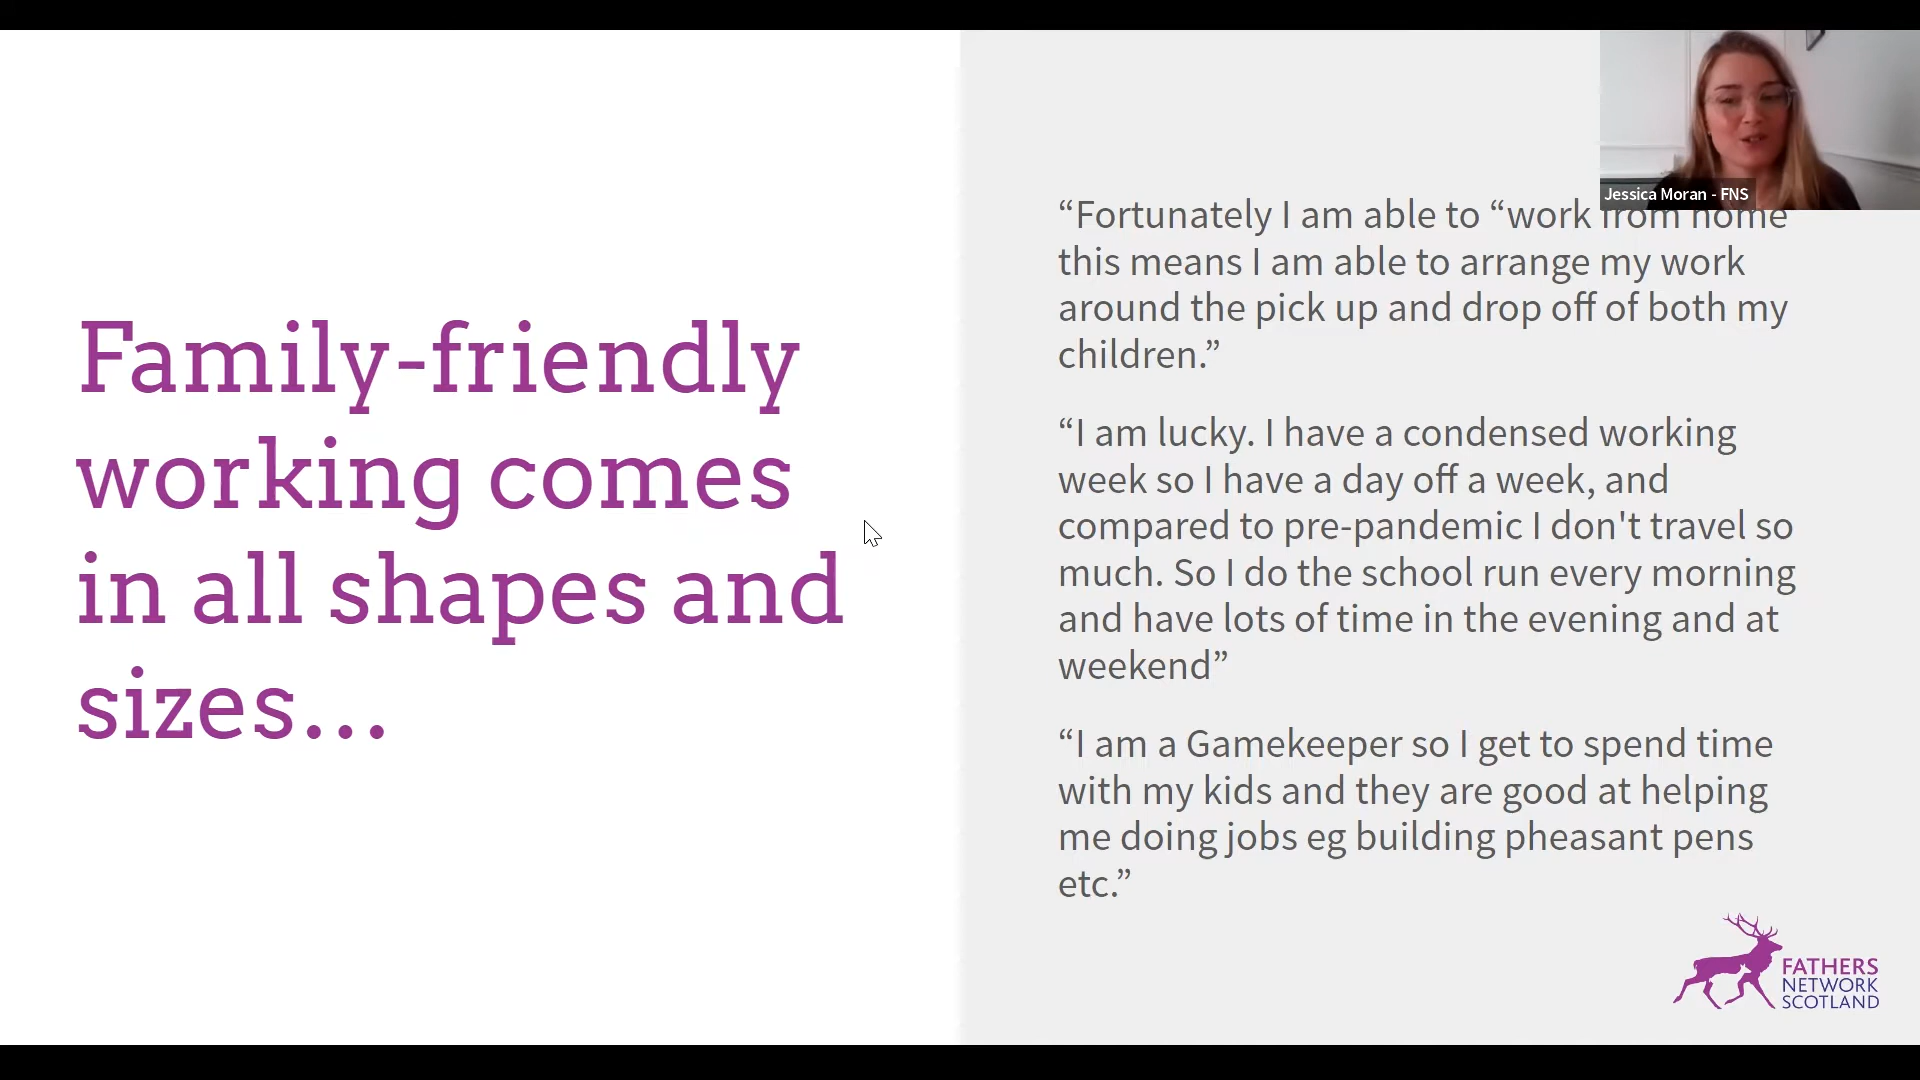 Family-friendly
working comes
in all shapes and
sizes...
Jessica Moran - FNS
“Fortunately I am able to “work from home
this means I am able to arrange my work
around the pick up and drop off of both my
children.”
“I am lucky. I have a condensed working
week so I have a day off a week, and
compared to pre-pandemic I don't travel so
much. So I do the school run every morning
and have lots of time in the evening and at
weekend”
“I am a Gamekeeper so I get to spend time
with my kids and they are good at helping
me doing jobs eg building pheasant pens
etc.”
FATHERS
NETWORK
SCOTLAND